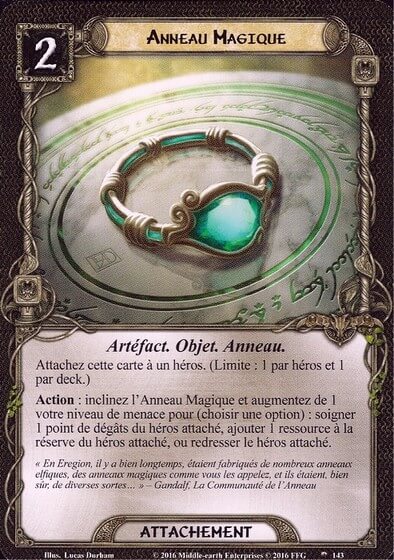 2
ANNEAU MAGIQUE
Artéfact. Objet. Anneau.
Attachez cette carte à un héros. (Limite : 1 par héros et 1
par deck.)
Action : inclinez l'Anneau Magique et augmentez de 1
votre niveau de menace pour (choisir une option) : soigner
1 point de dégâts du héros attaché, ajouter 1 ressource à la
réserve du héros attaché, ou redresser le héros attaché.
« En Eregion, il y a bien longtemps, étaient fabriqués de nombreux anneaux
elfiques, des anneaux magiques comme vous les appelez, et ils étaient, bien
sûr, de diverses sortes… » – Gandalf, La Communauté de l'Anneau
ATTACHEMENT
Illus. Lucas Durham
© 2016 Middle-earth Enterprises © 2016 FFG
143